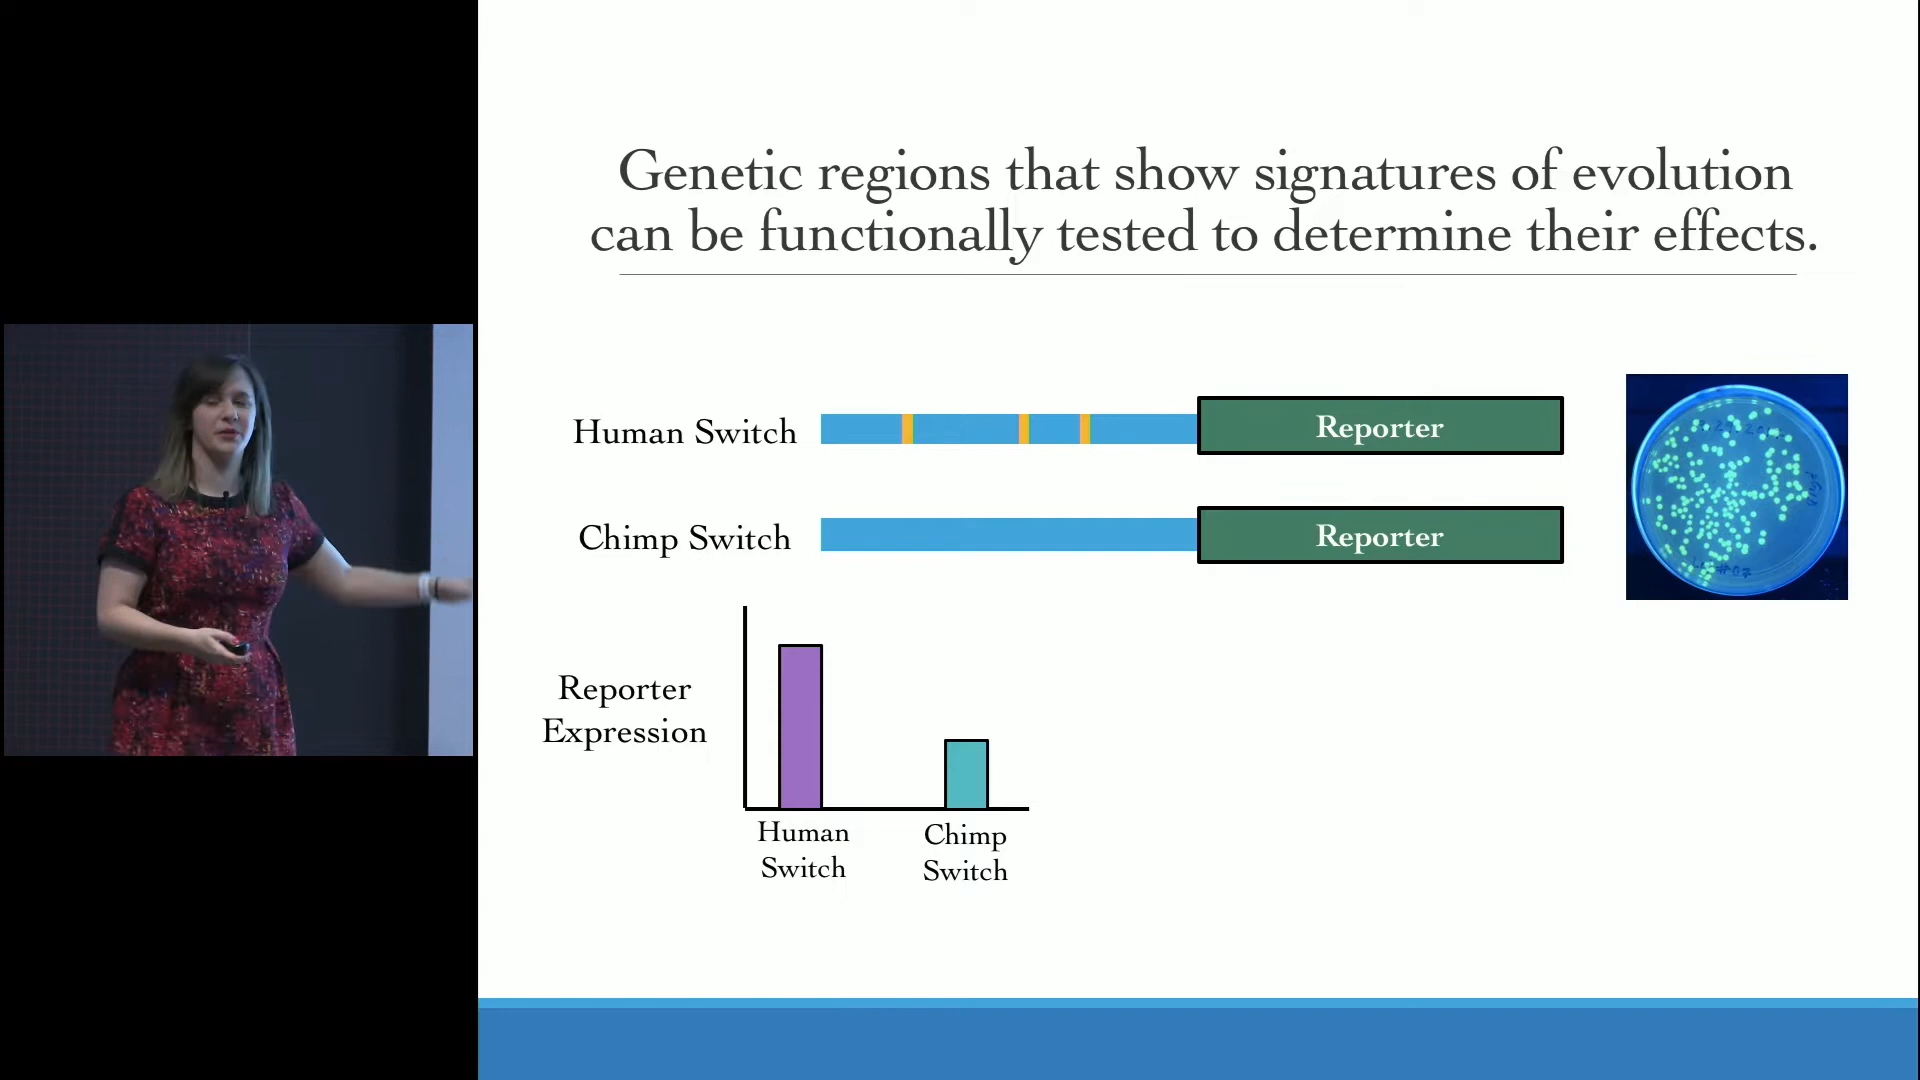 Genetic regions that show signatures of evolution
can be functionally tested to determine their effects.
Human Switch
Reporter
Chimp Switch
Reporter
Reporter
Expression
Human
Switch
Chimp
Switch